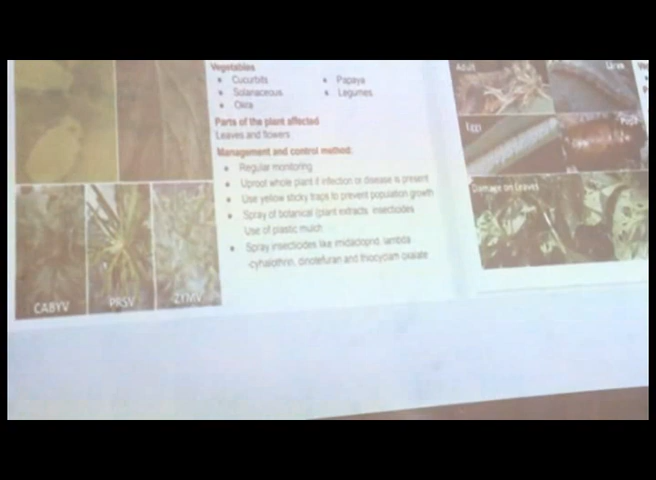 Vegetables
Cucurbits
Papaya
Solanaceous
Legumes
Okra
Parts of the plant affected
Leaves and flowers
Management and control method:
Regular monitoring
Uproot whole plant if infection or disease is present
Use yellow sticky traps to prevent population growth
Spray of botanical (plant extracts insecticides
Use of plastic mulch
Spray insecticides like imidacloprid, lambda
-cyhalothrin, dinotefuran and thiocyclam oxalate
CABYV
PRSV
ZYMV
Adult
Larva
Egg
Pupa
Damage on Leaves